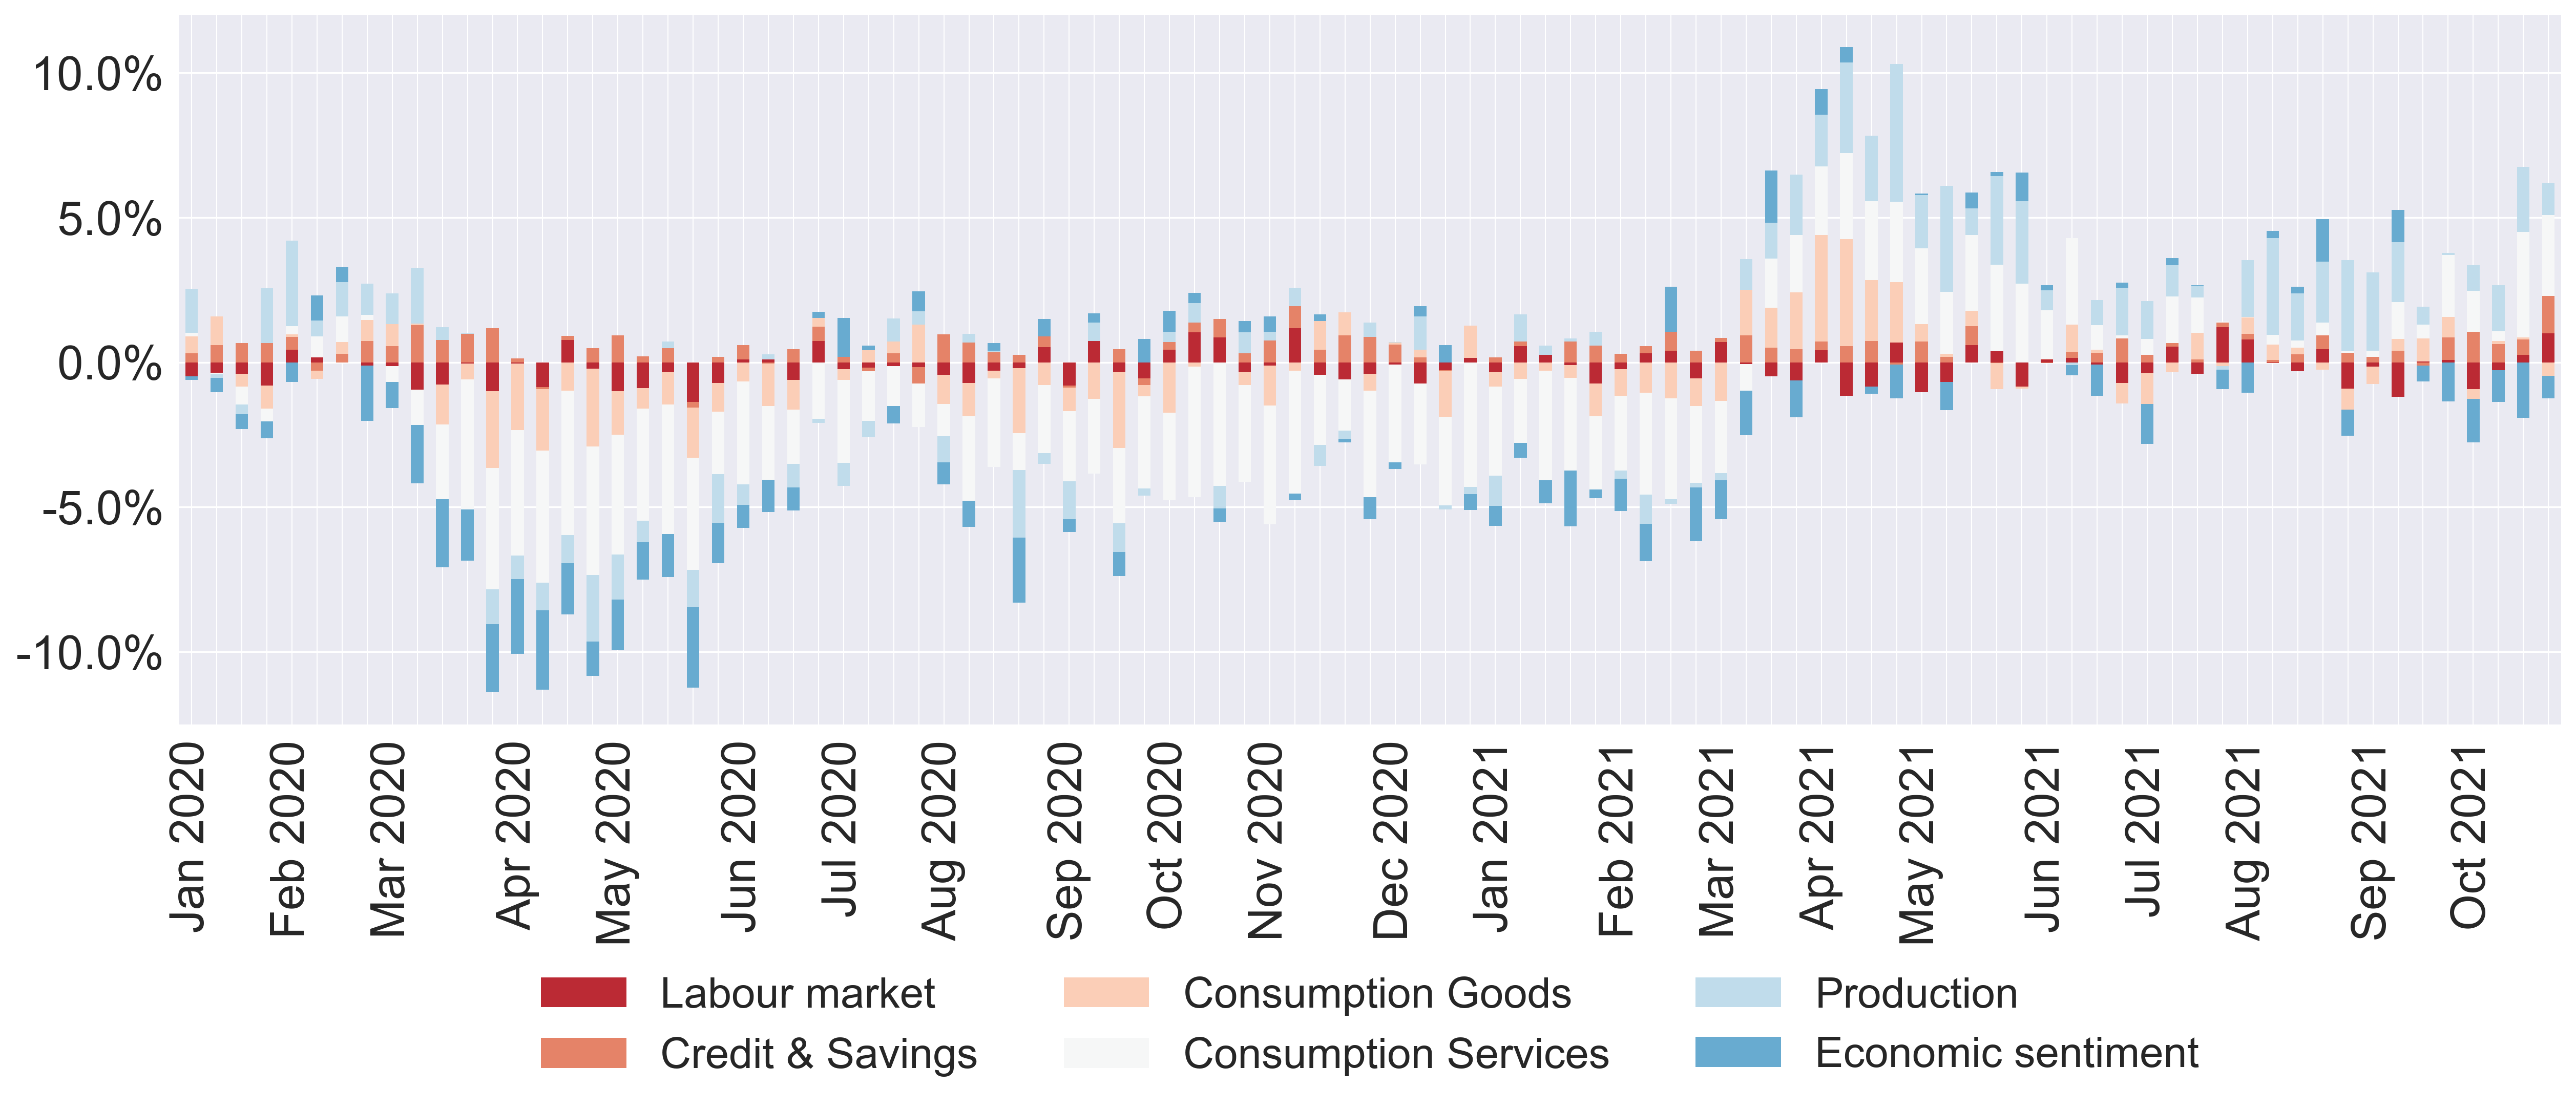 10.0%
5.0%
0.0%
-5.0%
-10.0%
Jan 2020
Feb 2020
Mar 2020
Apr 2020
May 2020
Jun 2020
Jul 2020
Aug 2020
Sep 2020
Oct 2020
Nov 2020
Dec 2020
Jan 2021
Feb 2021
Mar 2021
Apr 2021
May 2021
Jun 2021
Jul 2021
Aug 2021
Sep 2021
Oct 2021
Labour market
Credit & Savings
Consumption Goods
Consumption Services
Production
Economic sentiment